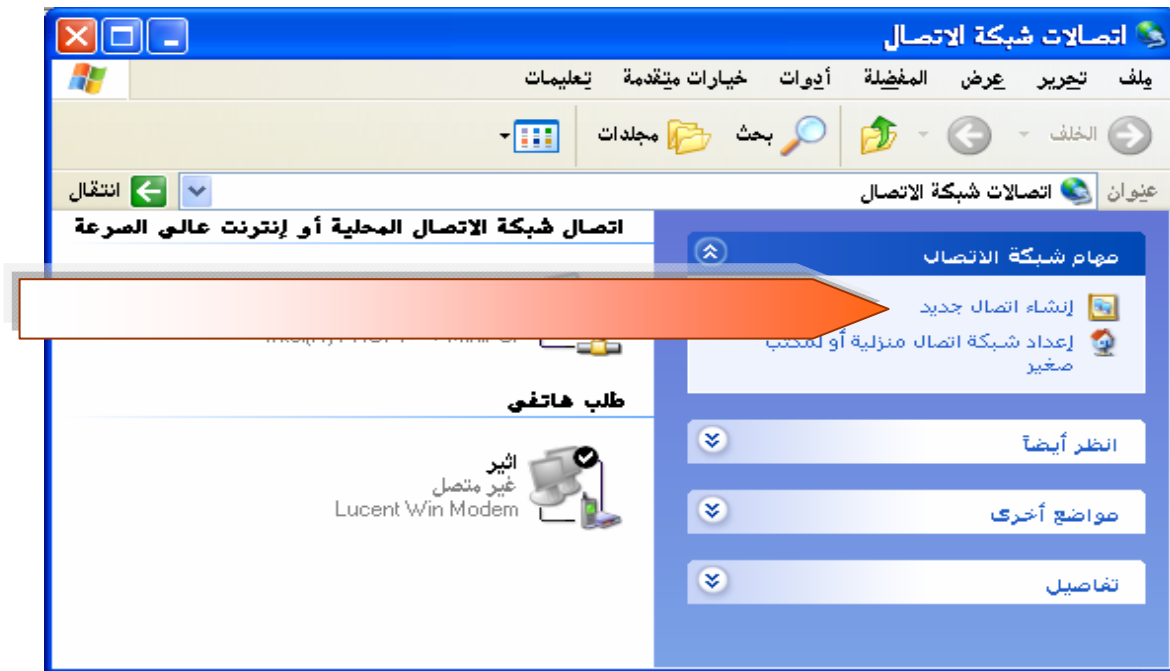 اتصالات شبكة الاتصال
ملف تحرير عرض المفضلة أدوات خيارات متقدمة تعليمات
الخلف بحث مجلدات
عنوان اتصالات شبكة الاتصال انتقال
مهام شبكة الاتصال
إنشاء اتصال جديد
إعداد شبكة اتصال منزلية أو لمكتب
صغير
انظر أيضاً
مواضع أخرى
تفاصيل
اتصال شبكة الاتصال المحلية أو إنترنت عالي السرعة
طلب هاتفي
اثير
غير متصل
Lucent Win Modem